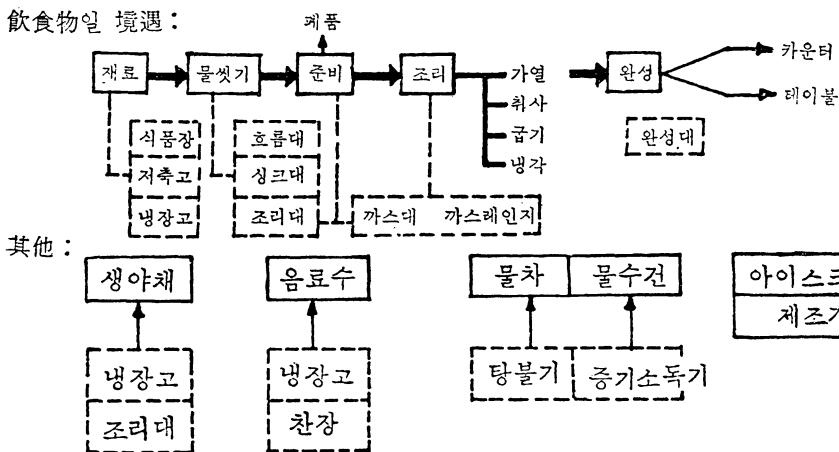 飮食物일 境遇:
폐품
재료 물씻기 준비 조리 가열 완성 카운터
취사 테이블
굽기
냉각
식품장 흐름대 완성대
저축고 싱크대
냉장고 조리대 까스대 까스레인지
其他:
생야채 음료수 물차 물수건
제조
냉장고 냉장고 탕불기 증기소독기
조리대 찬장